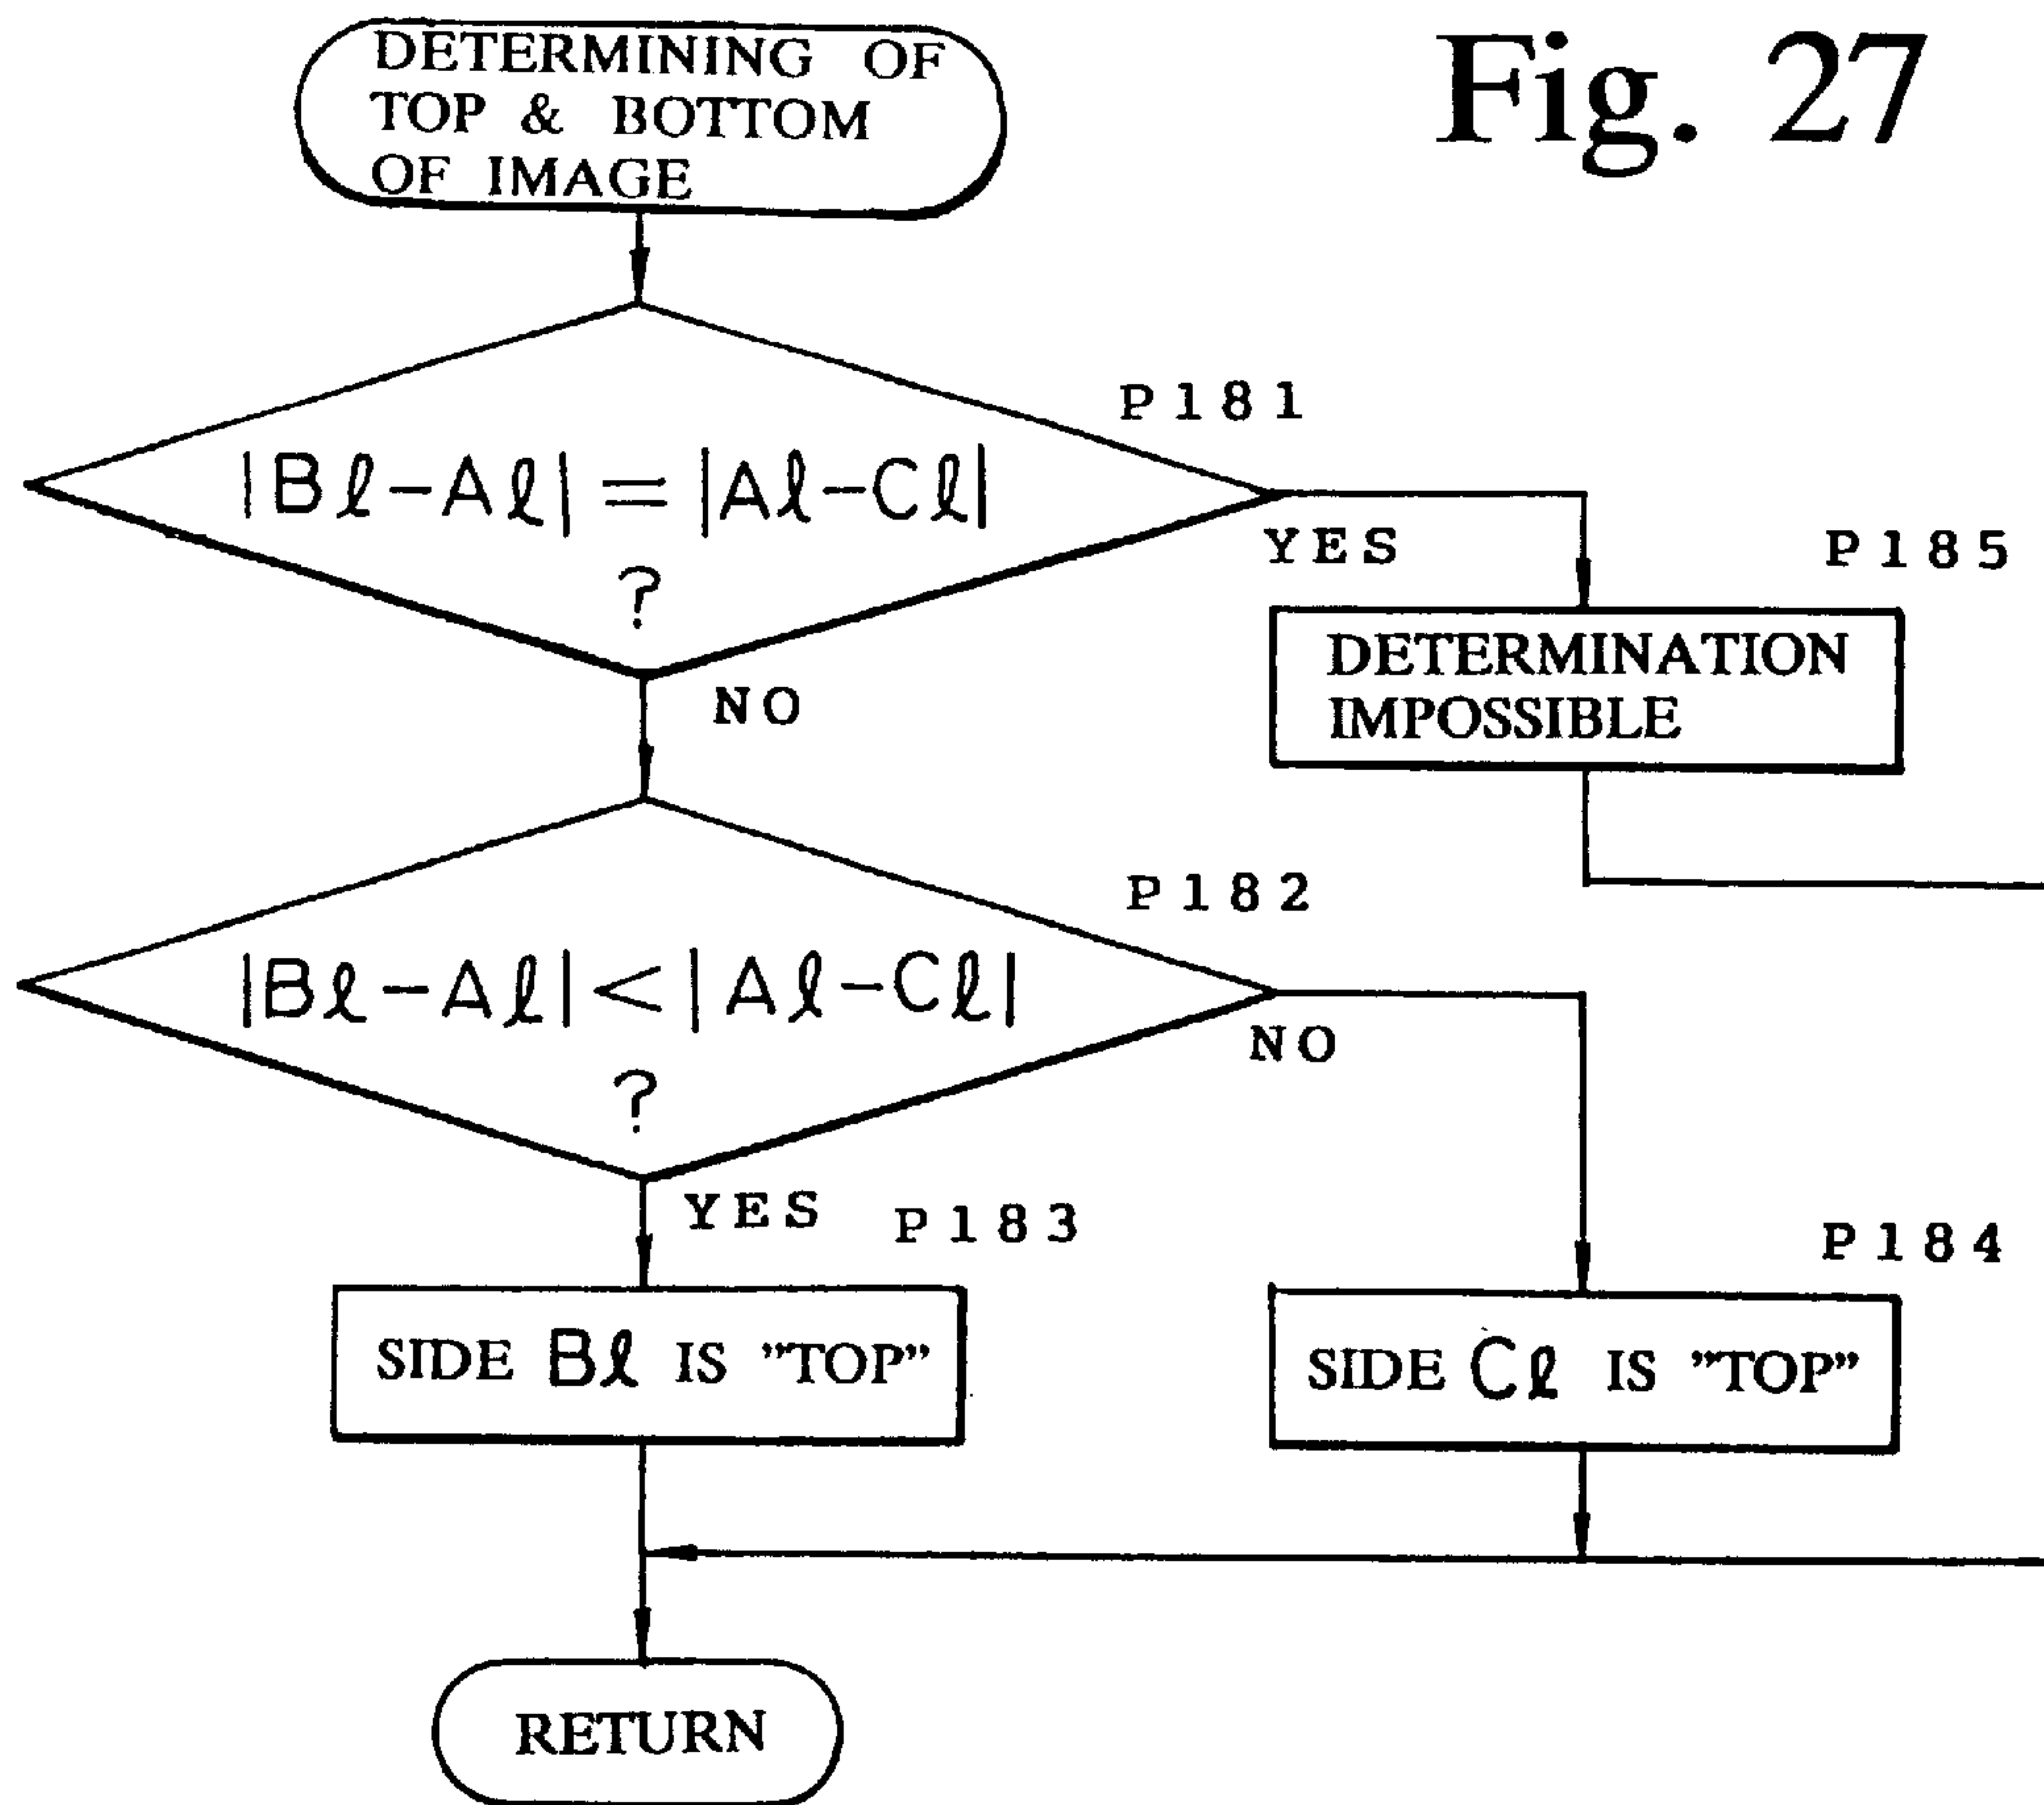 Fig. 27
DETERMINING OF
TOP & BOTTOM
OF IMAGE
P181
|Bℓ-Aℓ|=|Aℓ-Cℓ|
?
YES
NO
P185
DETERMINATION
IMPOSSIBLE
P182
|Bℓ-Aℓ|<|Aℓ-Cℓ|
?
NO
YES
P183
SIDE Bℓ IS ”TOP”
P184
SIDE Cℓ IS ”TOP”
RETURN